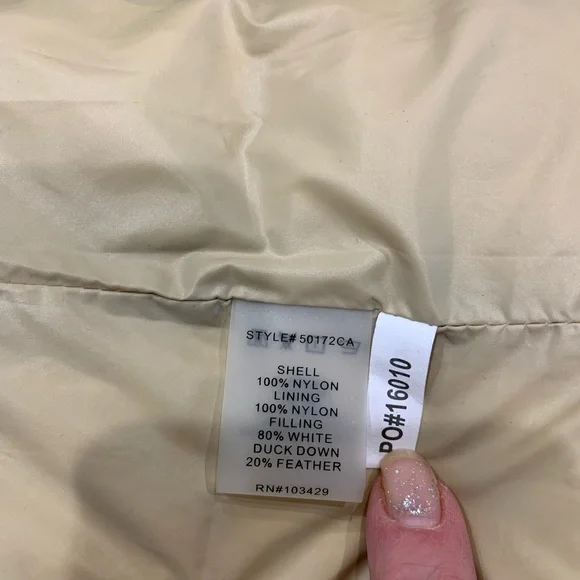 STYLE# 50172CA
SHELL
100% NYLON
LINING
100% NYLON
FILLING
80% WHITE
DUCK DOWN
20% FEATHER
RN#103429
PO#16010